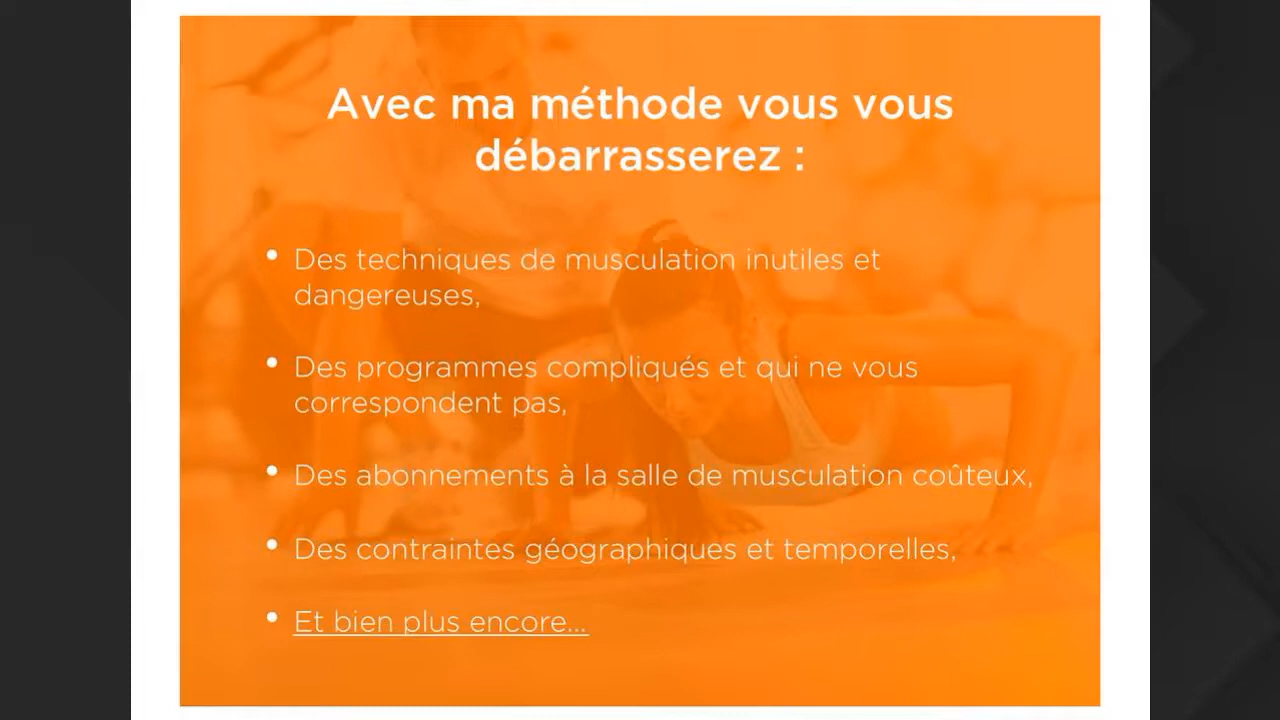 Avec ma méthode vous vous
débarrasserez :
• Des techniques de musculation inutiles et
dangereuses,
• Des programmes compliqués et qui ne vous
correspondent pas,
• Des abonnements à la salle de musculation coûteux,
• Des contraintes géographiques et temporelles,
• Et bien plus encore...